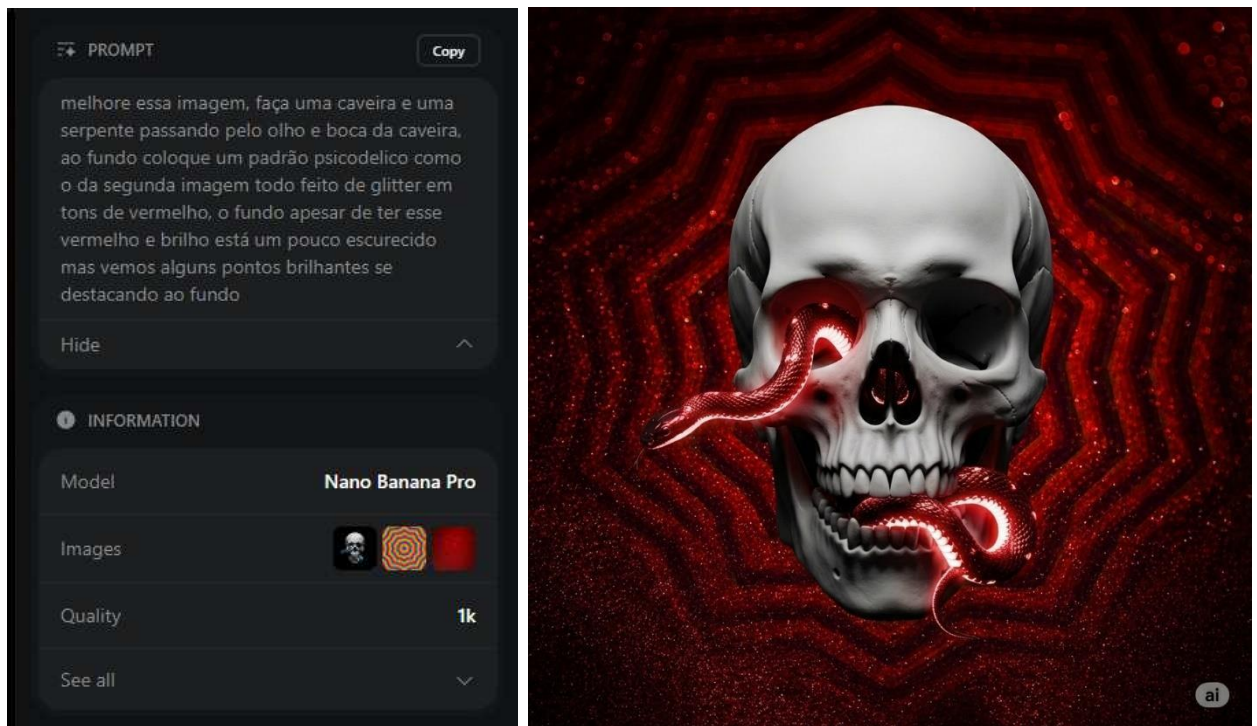 PROMPT
Copy
melhore essa imagem, faça uma caveira e uma
serpente passando pelo olho e boca da caveira,
ao fundo coloque um padrão psicodelico como
o da segunda imagem todo feito de glitter em
tons de vermelho, o fundo apesar de ter esse
vermelho e brilho está um pouco escurecido
mas vemos alguns pontos brilhantes se
destacando ao fundo
Hide
INFORMATION
Model Nano Banana Pro
Images
Quality 1k
See all
ai